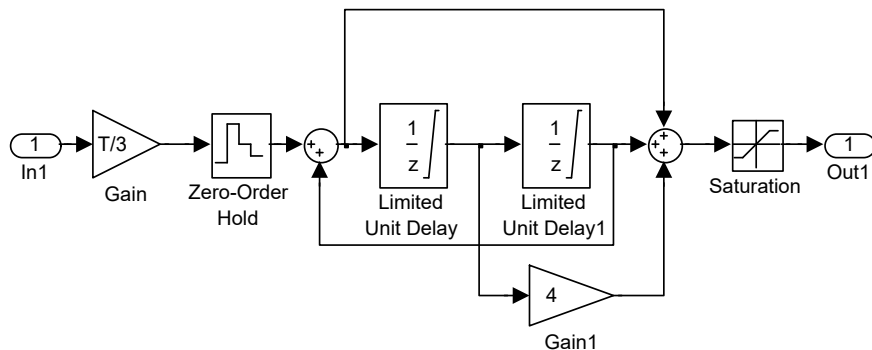 1
In1
T/3
Gain
Zero-Order
Hold
+
+
1
z
Limited
Unit Delay
1
z
Limited
Unit Delay1
4
Gain1
+
+
+
Saturation
1
Out1